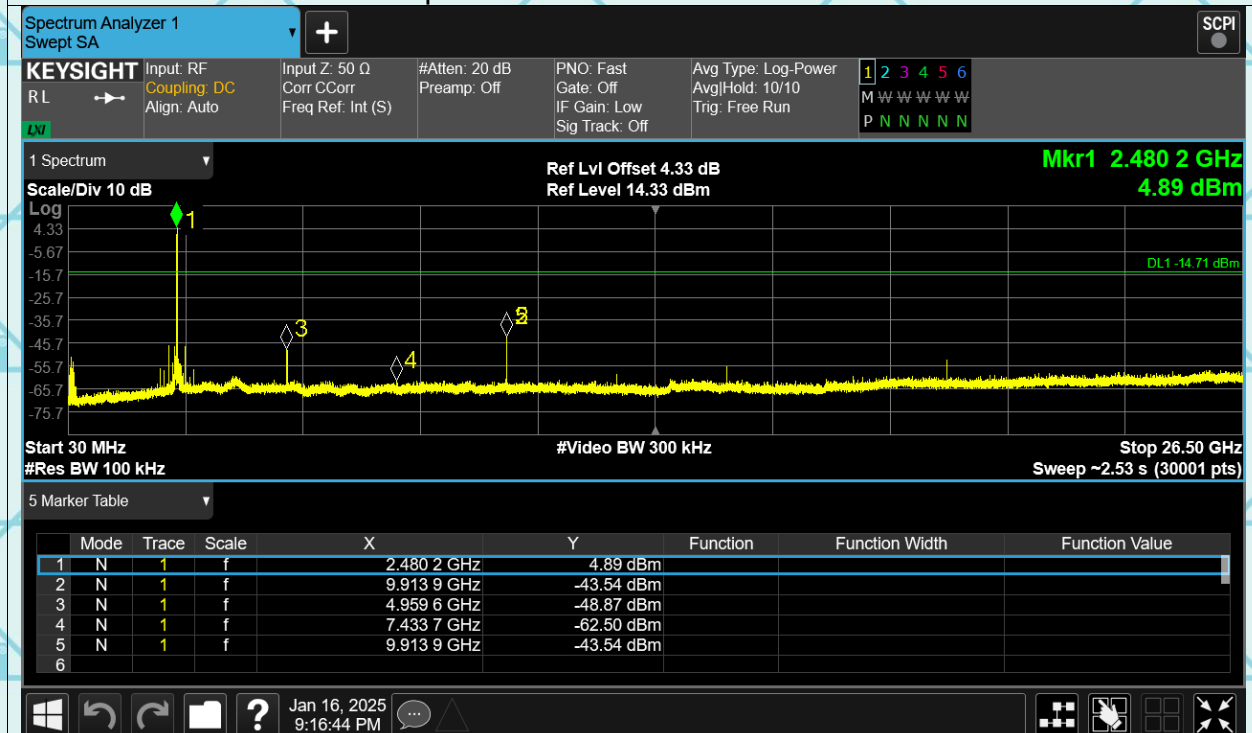 Spectrum Analyzer 1
Swept SA
+
SCPI
KEYSIGHT Input: RF Input Z: 50 Ω #Atten: 20 dB PNO: Fast Avg Type: Log-Power 1 2 3 4 5 6
RL Coupling: DC Corr CCorr Preamp: Off Gate: Off Avg|Hold: 10/10 M W W W W W
Align: Auto Freq Ref: Int (S) IF Gain: Low Trig: Free Run P N N N N N N
LXI Sig Track: Off
1 Spectrum Ref Lvl Offset 4.33 dB Mkr1 2.480 2 GHz
Scale/Div 10 dB Ref Level 14.33 dBm 4.89 dBm
Log
1
4.33
-5.67
DL1 -14.71 dBm
-15.7
-25.7
-35.7
3
-45.7
4
-55.7
-65.7
-75.7
Start 30 MHz #Video BW 300 kHz Stop 26.50 GHz
#Res BW 100 kHz Sweep ~2.53 s (30001 pts)
5 Marker Table
Mode Trace Scale X Y Function Function Width Function Value
1 N 1 f 2.480 2 GHz 4.89 dBm
2 N 1 f 9.913 9 GHz -43.54 dBm
3 N 1 f 4.959 6 GHz -48.87 dBm
4 N 1 f 7.433 7 GHz -62.50 dBm
5 N 1 f 9.913 9 GHz -43.54 dBm
6
? Jan 16, 2025
9:16:44 PM